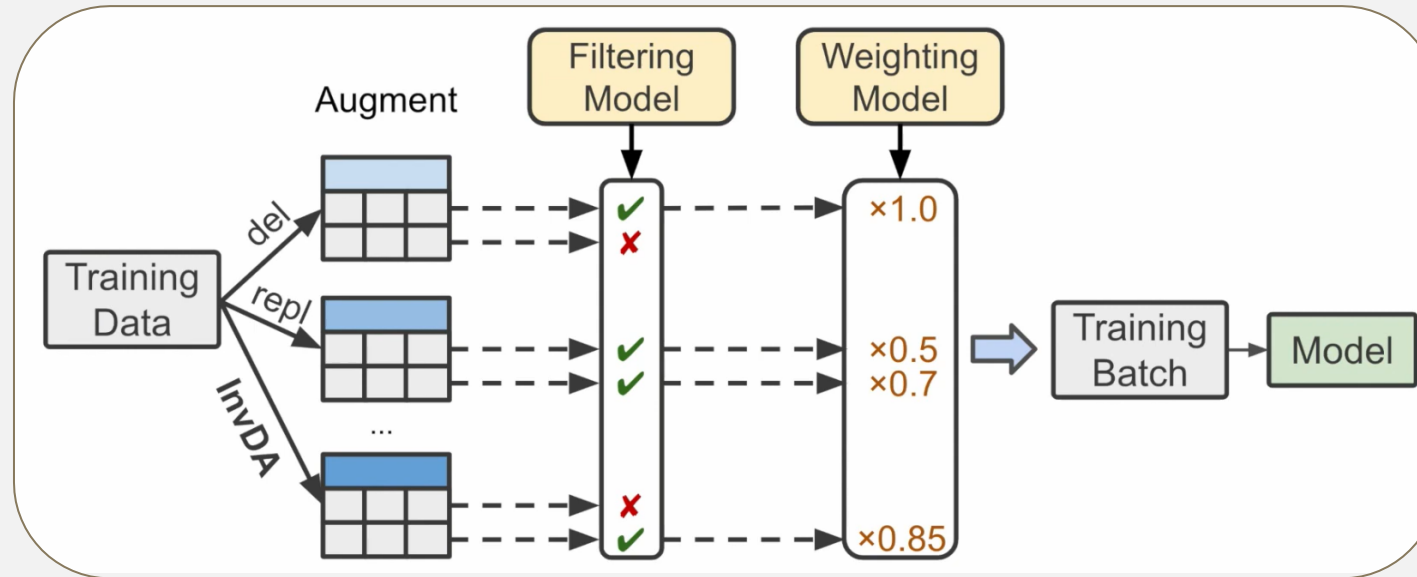 Augment
Filtering
Model
Weighting
Model
Training
Data
del
repl
InvDA
...
✔
✘
✔
✔
✘
✔
×1.0
×0.5
×0.7
×0.85
Training
Batch
Model